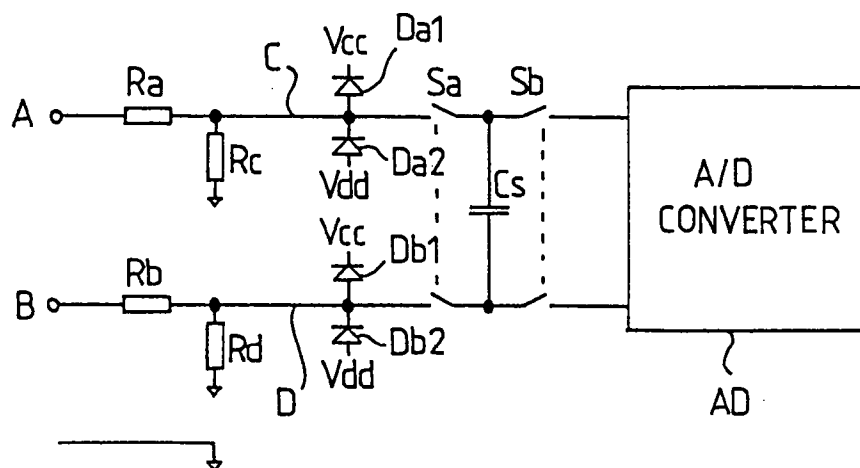 Da1
Vcc
C
Ra
Sa
Sb
A
Rc
Da2
Vdd
Cs
A/D
CONVERTER
Vcc
Db1
Rb
B
Rd
Db2
Vdd
D
AD